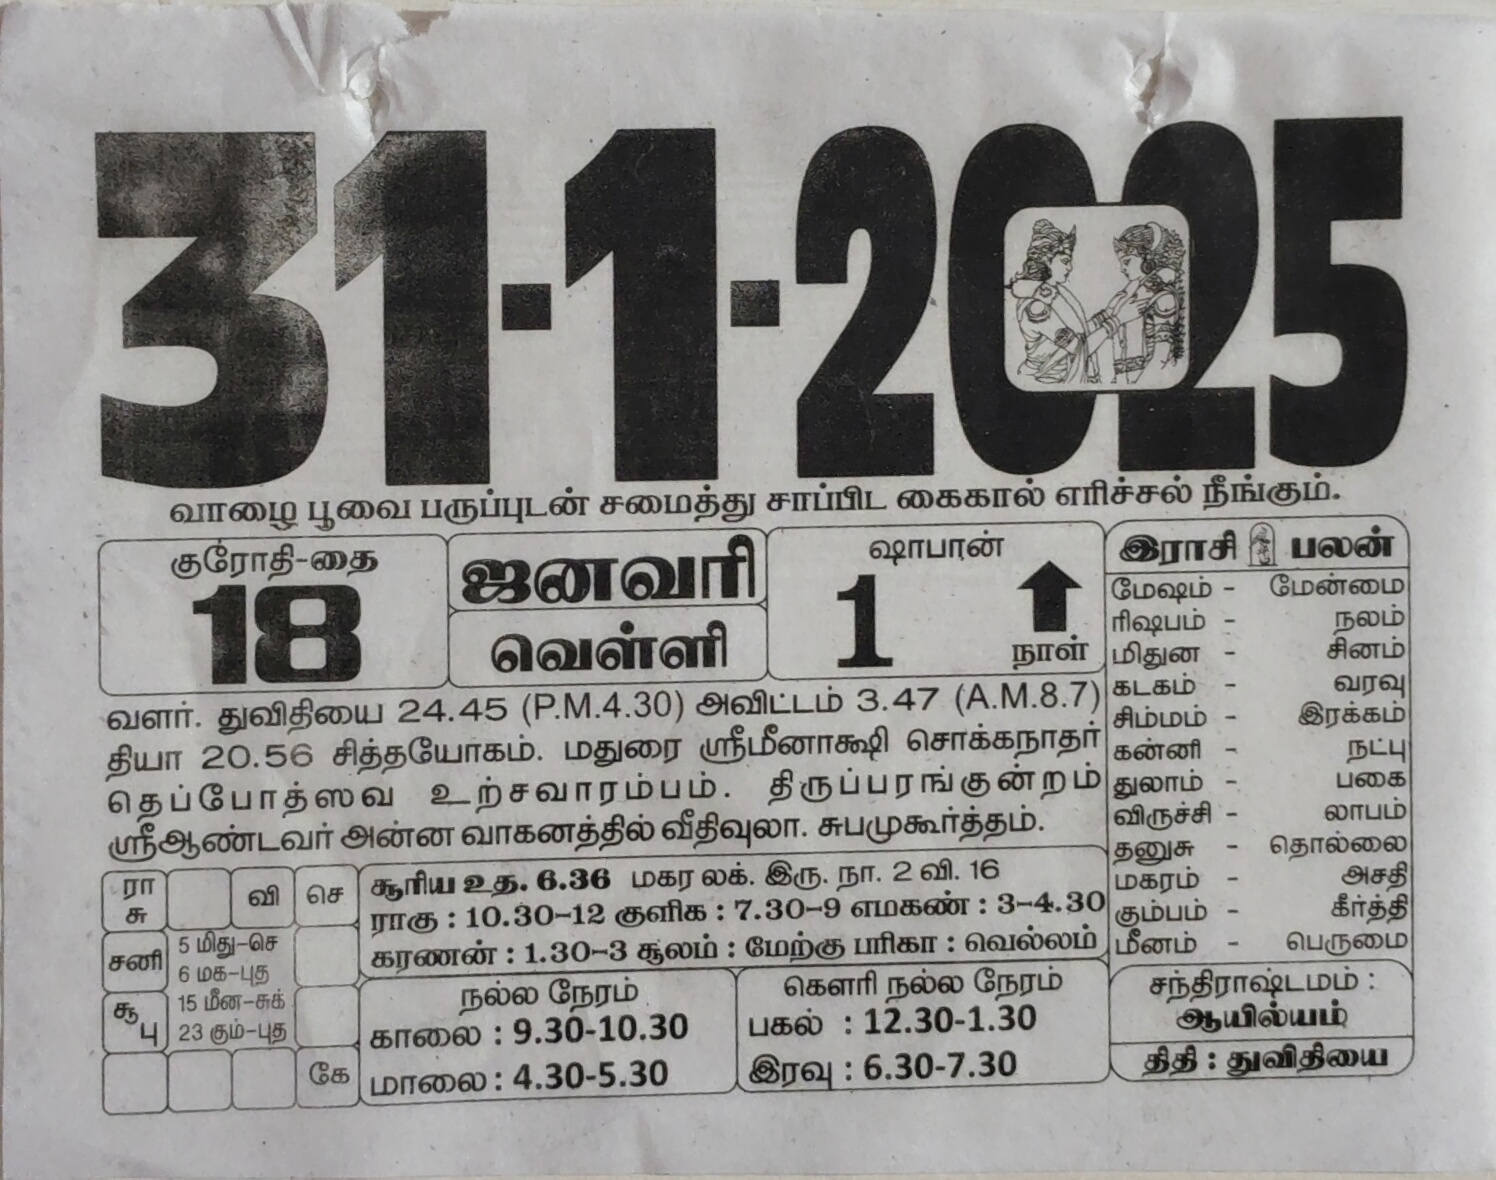 31-1-2025
வாழை பூவை பருப்புடன் சமைத்து சாப்பிட கைகால் எரிச்சல் நீங்கும்.
குரோதி-தை
18
ஜனவரி
வெள்ளி
ஷாபான்
1
நாள்
வளர். துவிதியை 24.45 (P.M.4.30) அவிட்டம் 3.47 (A.M.8.7)
தியா 20.56 சித்தயோகம். மதுரை ஸ்ரீமீனாக்ஷி சொக்கநாதர்
தெப்போத்ஸவ உற்சவாரம்பம். திருப்பரங்குன்றம்
ஸ்ரீஆண்டவர் அன்ன வாகனத்தில் வீதிவுலா. சுபமுகூர்த்தம்.
இராசி பலன்
மேஷம் - மேன்மை
ரிஷபம் - நலம்
மிதுன - சினம்
கடகம் - வரவு
சிம்மம் - இரக்கம்
கன்னி - நட்பு
துலாம் - பகை
விருச்சி - லாபம்
தனுசு - தொல்லை
மகரம் - அசதி
கும்பம் - கீர்த்தி
மீனம் - பெருமை
சந்திராஷ்டமம் :
ஆயில்யம்
திதி : துவிதியை
ரா
சு
வி
செ
சனி
5 மிது-செ
6 மக-புத
சூ
பு
15 மீன-சுக்
23 கும்-புத
கே
சூரிய உத. 6.36 மகர லக். இரு. நா. 2 வி. 16
ராகு : 10.30-12 குளிக : 7.30-9 எமகண் : 3-4.30
கரணன் : 1.30-3 சூலம் : மேற்கு பரிகா : வெல்லம்
நல்ல நேரம்
காலை : 9.30-10.30
மாலை : 4.30-5.30
கௌரி நல்ல நேரம்
பகல் : 12.30-1.30
இரவு : 6.30-7.30